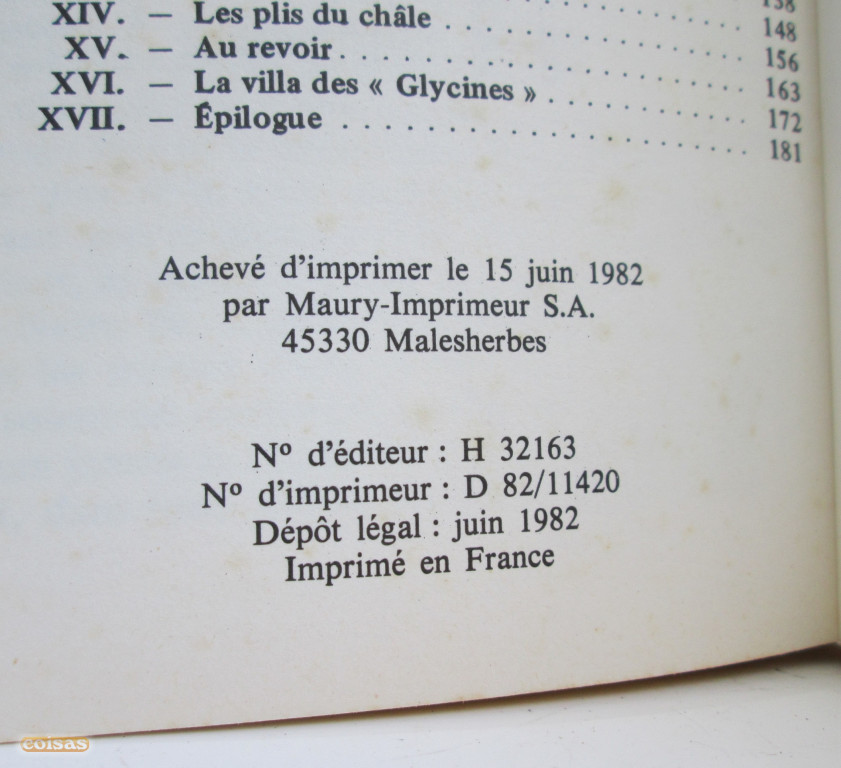 138
148
XIV. — Les plis du châle . . . . . . . . . . . . . . 156
XV. — Au revoir . . . . . . . . . . . . . . . . . . 163
XVI. — La villa des « Glycines » . . . . . . . . . . 172
XVII. — Épilogue . . . . . . . . . . . . . . . . . . 181
Achevé d'imprimer le 15 juin 1982
par Maury-Imprimeur S.A.
45330 Malesherbes
Nº d'éditeur : H 32163
Nº d'imprimeur : D 82/11420
Dépôt légal : juin 1982
Imprimé en France
coisas